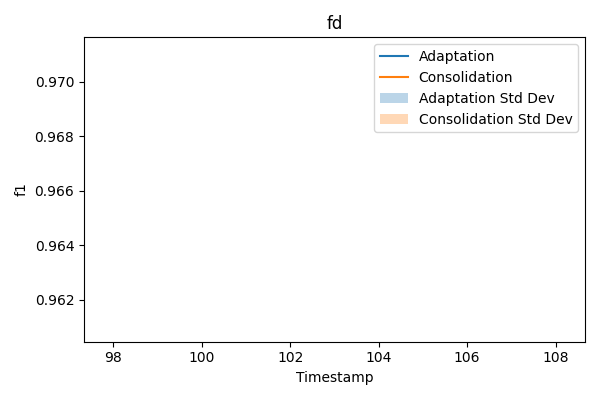 fd
Adaptation
Consolidation
Adaptation Std Dev
Consolidation Std Dev
0.970
0.968
0.966
0.964
0.962
f1
98 100 102 104 106 108
Timestamp